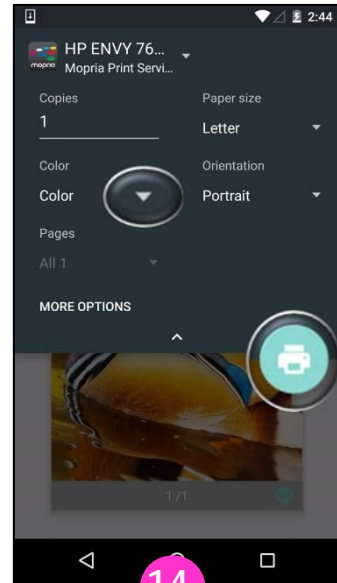 2:44
HP ENVY 76...
mopria
Mopria Print Servi...
Copies
Paper size
1
Letter
Color
Orientation
Color
Portrait
Pages
All 1
MORE OPTIONS
1/1
14